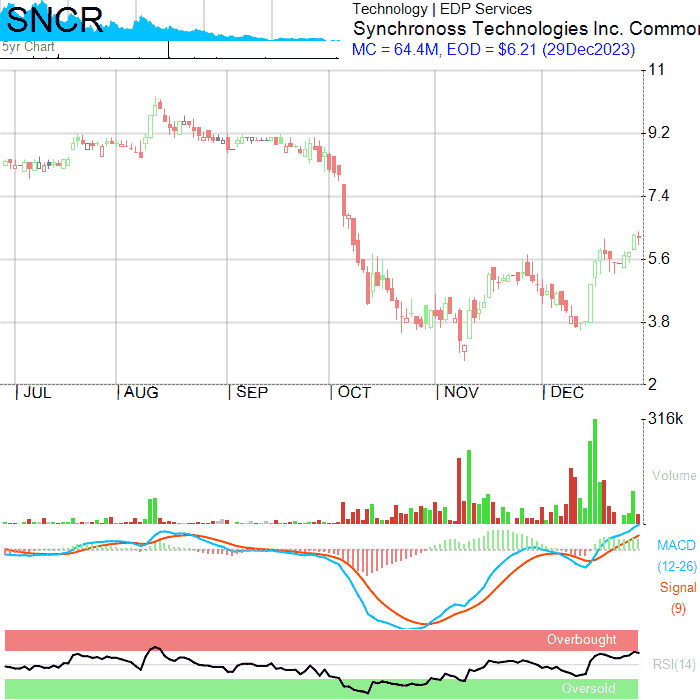 SNCR
5yr Chart
Technology | EDP Services
Synchronoss Technologies Inc. Commo
MC = 64.4M, EOD = $6.21 (29Dec2023)
11
9.2
7.4
5.6
3.8
2
JUL AUG SEP OCT NOV DEC
316k
Volume
MACD
(12-26)
Signal
(9)
Overbought
RSI(14)
Oversold